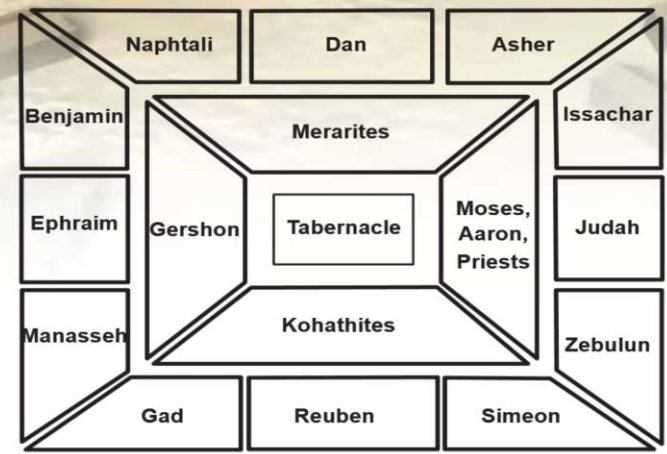 Naphtali
Dan
Asher
Benjamin
Issachar
Merarites
Ephraim
Gershon
Tabernacle
Moses,
Aaron,
Priests
Judah
Manasseh
Kohathites
Zebulun
Gad
Reuben
Simeon